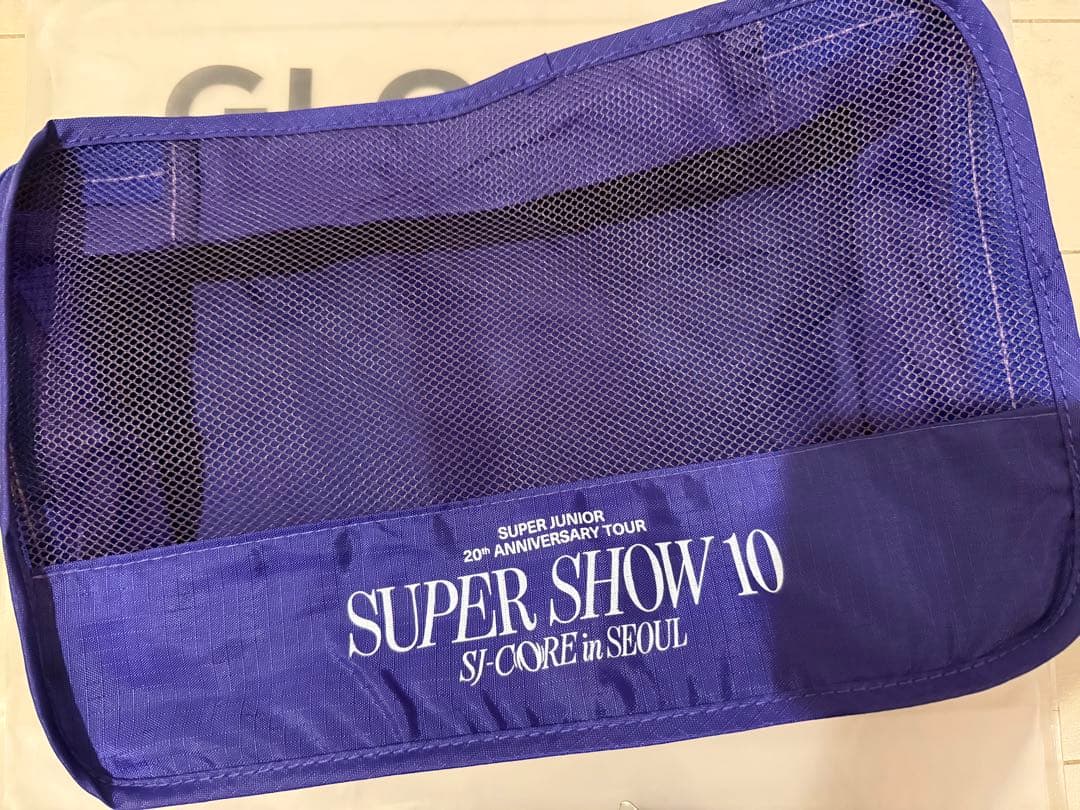 SUPER JUNIOR
20th ANNIVERSARY TOUR
SUPER SHOW 10
SJ-CORE in SEOUL